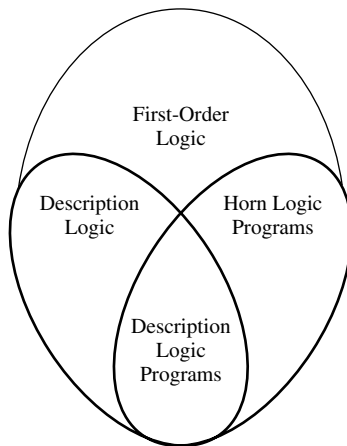 First-Order
Logic
Description
Logic
Horn Logic
Programs
Description
Logic
Programs